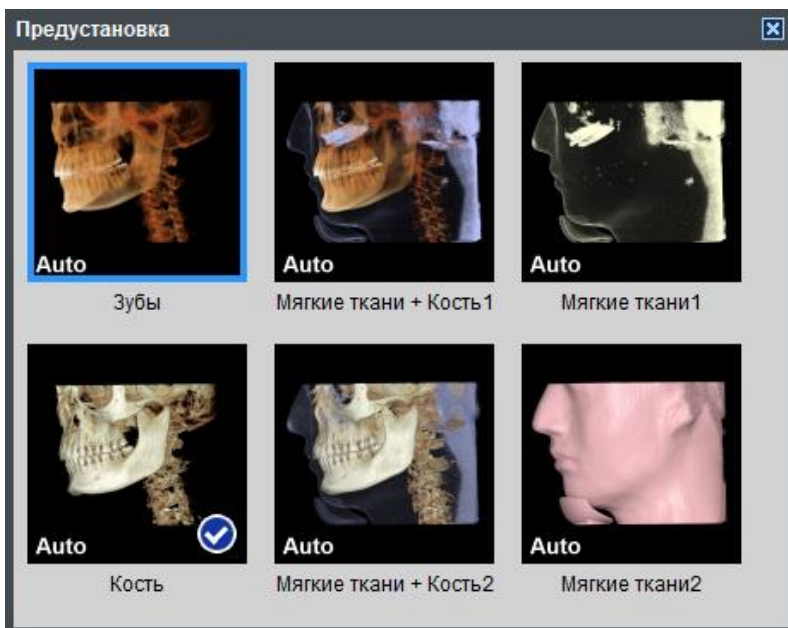 Предустановка
Auto
Auto
Auto
Зубы
Мягкие ткани + Кость1
Мягкие ткани1
Auto
Auto
Auto
Кость
Мягкие ткани + Кость2
Мягкие ткани2